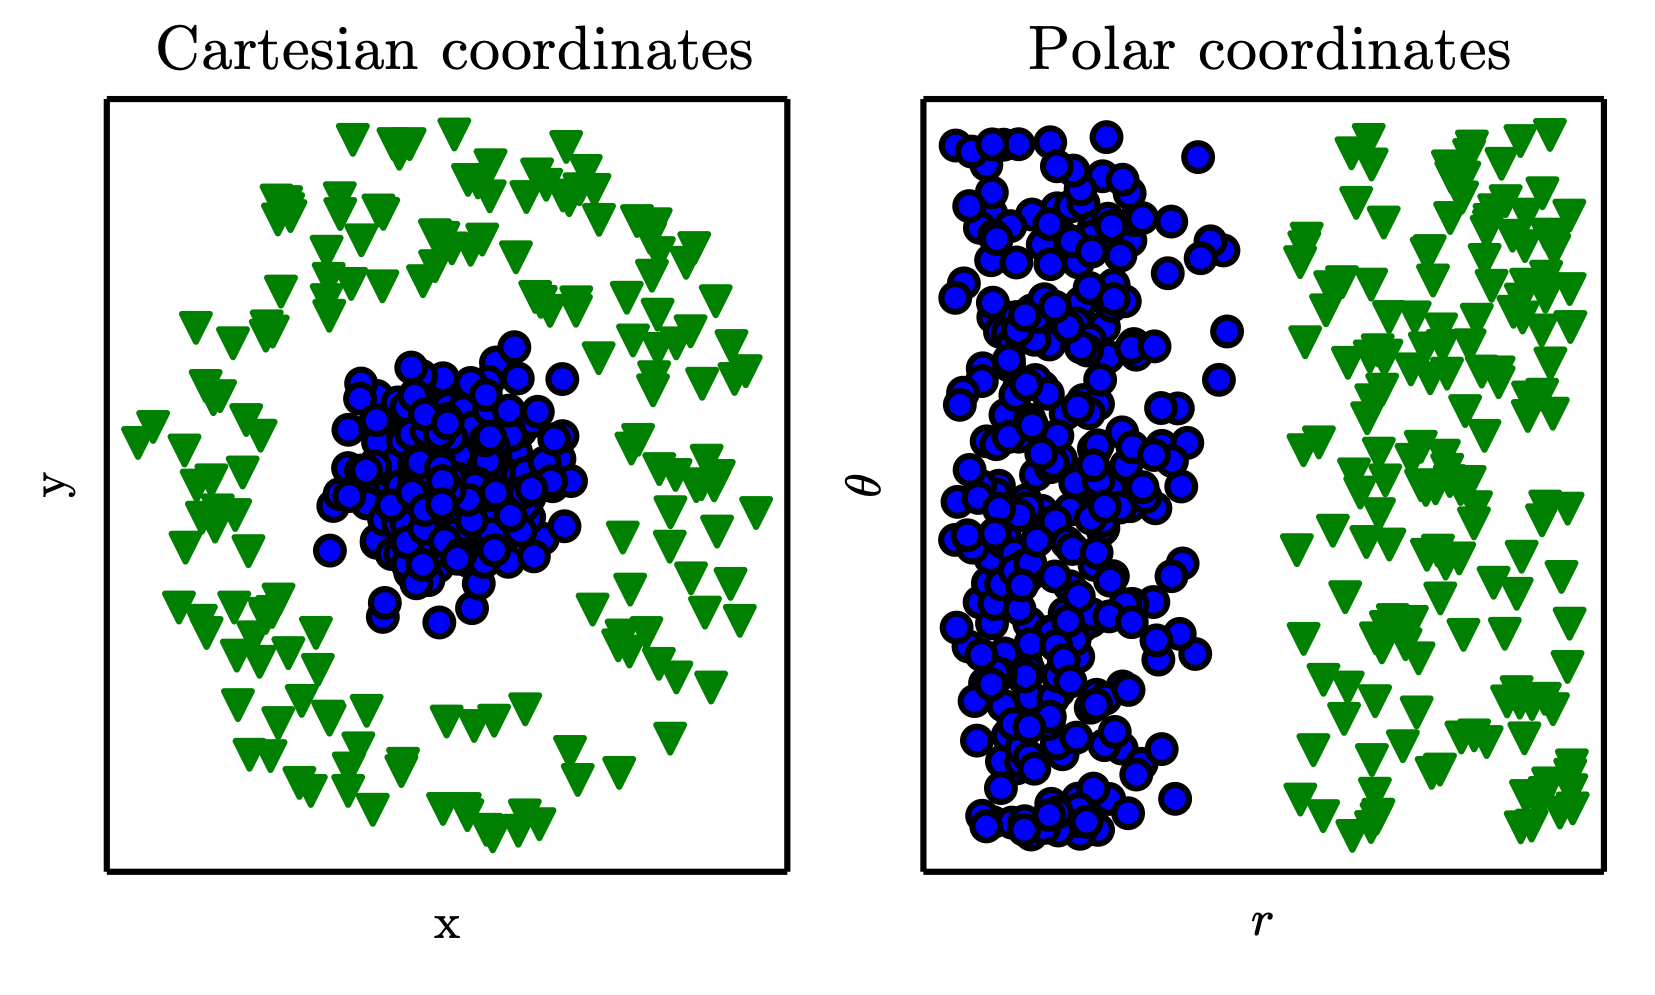 Cartesian coordinates
y
x
Polar coordinates
θ
r